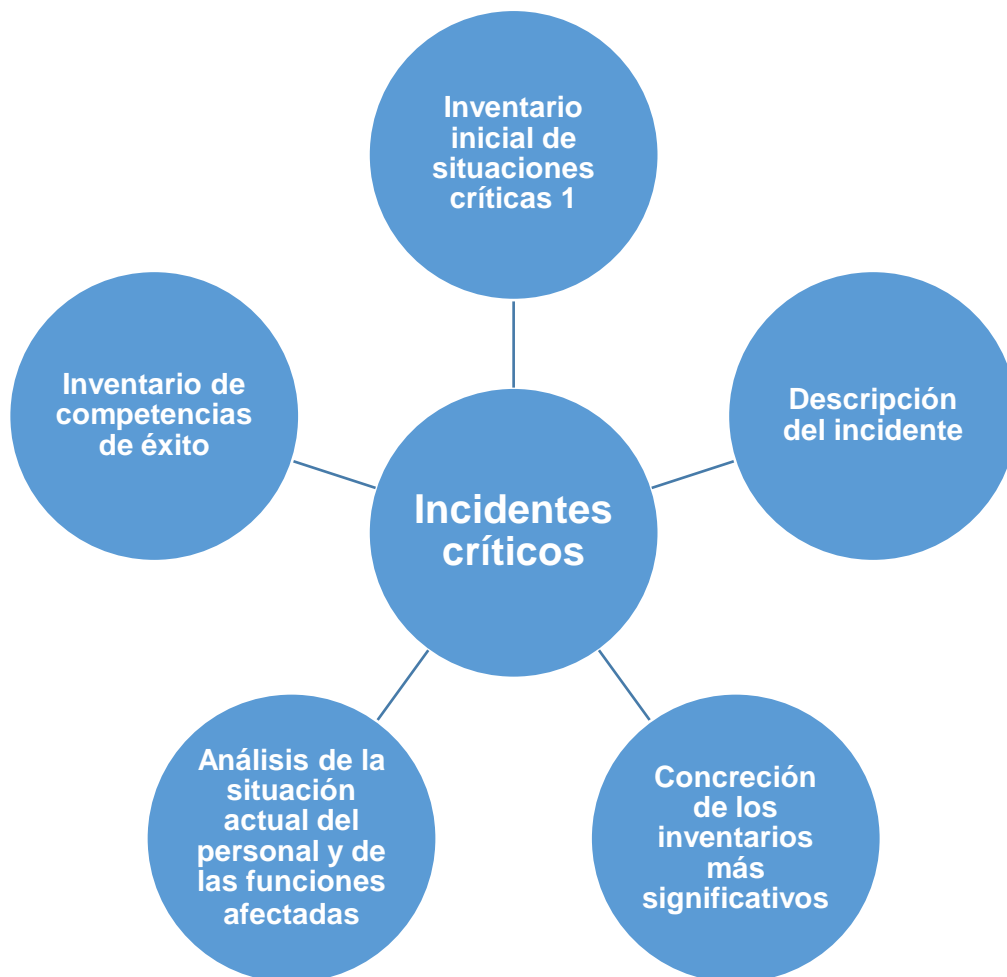 Inventario
inicial de
situaciones
críticas 1
Descripción
del incidente
Concreción
de los
inventarios
más
significativos
Análisis de la
situación
actual del
personal y de
las funciones
afectadas
Inventario de
competencias
de éxito
Incidentes
críticos